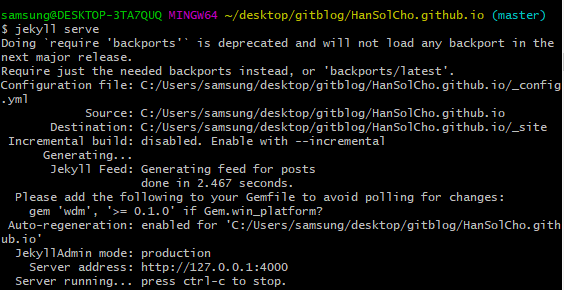 samsung@DESKTOP-3TA7QUQ MINGW64 ~/desktop/gitblog/HanSolCho.github.io (master)
$ jekyll serve
Doing `require 'backports'` is deprecated and will not load any backport in the
next major release.
Require just the needed backports instead, or 'backports/latest'.
Configuration file: C:/Users/samsung/desktop/gitblog/HanSolCho.github.io/_config
.yml
Source: C:/Users/samsung/desktop/gitblog/HanSolCho.github.io
Destination: C:/Users/samsung/desktop/gitblog/HanSolCho.github.io/_site
Incremental build: disabled. Enable with --incremental
Generating...
Jekyll Feed: Generating feed for posts
done in 2.467 seconds.
Please add the following to your Gemfile to avoid polling for changes:
gem 'wdm', '>= 0.1.0' if Gem.win_platform?
Auto-regeneration: enabled for 'C:/Users/samsung/desktop/gitblog/HanSolCho.gith
ub.io'
JekyllAdmin mode: production
Server address: http://127.0.0.1:4000
Server running... press ctrl-c to stop.